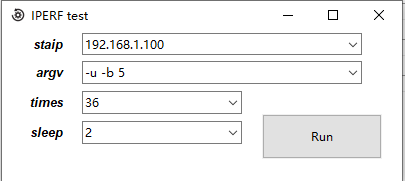 IPERF test
staip 192.168.1.100
argv -u -b 5
times 36
sleep 2
Run